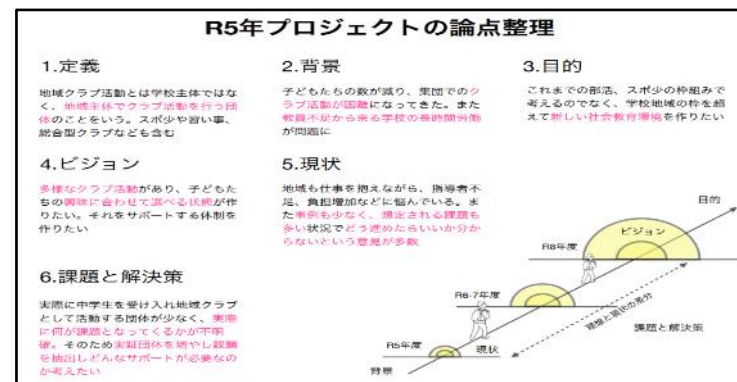 R5年プロジェクトの論点整理
1.定義
地域クラブ活動とは学校主体ではな
く、地域主体でクラブ活動を行う団
体のことをいう。スポ少や習い事、
総合型クラブなども含む
2.背景
子どもたちの数が減り、集団でのク
ラブ活動が困難になってきた。また
教員不足から来る学校の長時間労働
が問題に
3.目的
これまでの部活、スポ少の枠組みで
考えるのでなく、学校地域の枠を超
えて新しい社会教育環境を作りたい
4.ビジョン
多様なクラブ活動があり、子どもた
ちの興味に合わせて選べる状態が
作りたい。それをサポートする体制を
作りたい
5.現状
地域も仕事を抱えながら、指導者不
足、負担増加などに悩んでいる。ま
た事例も少なく、想定される課題も
多い状況でどう進めたらいいか分か
らないという意見が多数
6.課題と解決策
実際に中学生を受け入れ地域クラブ
として活動する団体が少なく、実際
に何が課題となってくるかが不明
確。そのため実証団体を増やし課題
を抽出しどんなサポートが必要なの
か考えたい
目的
ビジョン
R8年度
R6-7年度
理想と現状の差分
課題と解決策
R5年度
現状
背景